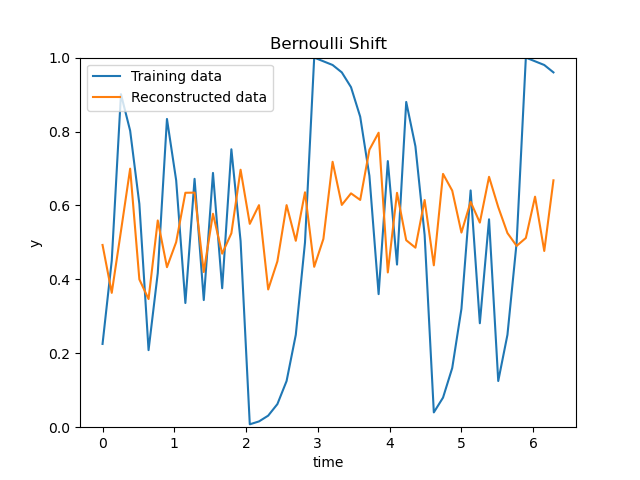 Bernoulli Shift
Training data
Reconstructed data
1.0
0.8
0.6
0.4
0.2
0.0
y
0 1 2 3 4 5 6
time